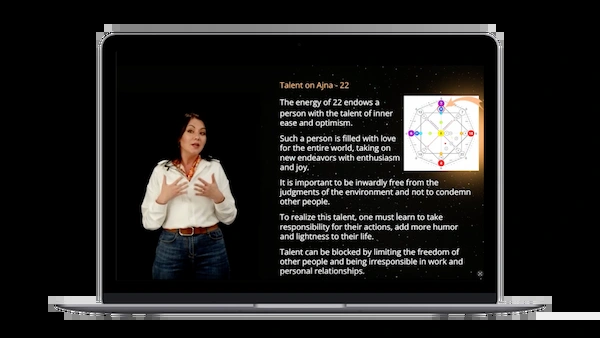 Talent on Ajna - 22
The energy of 22 endows a
person with the talent of inner
ease and optimism.
Such a person is filled with love
for the entire world, taking on
new endeavors with enthusiasm
and joy.
It is important to be inwardly free from the
judgments of the environment and not to condemn
other people.
To realize this talent, one must learn to take
responsibility for their actions, add more humor
and lightness to their life.
Talent can be blocked by limiting the freedom of
other people and being irresponsible in work and
personal relationships.